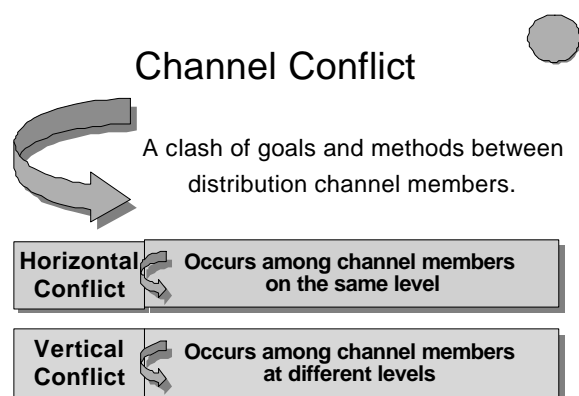 Channel Conflict
A clash of goals and methods between
distribution channel members.
Horizontal
Conflict
Occurs among channel members
on the same level
Vertical
Conflict
Occurs among channel members
at different levels